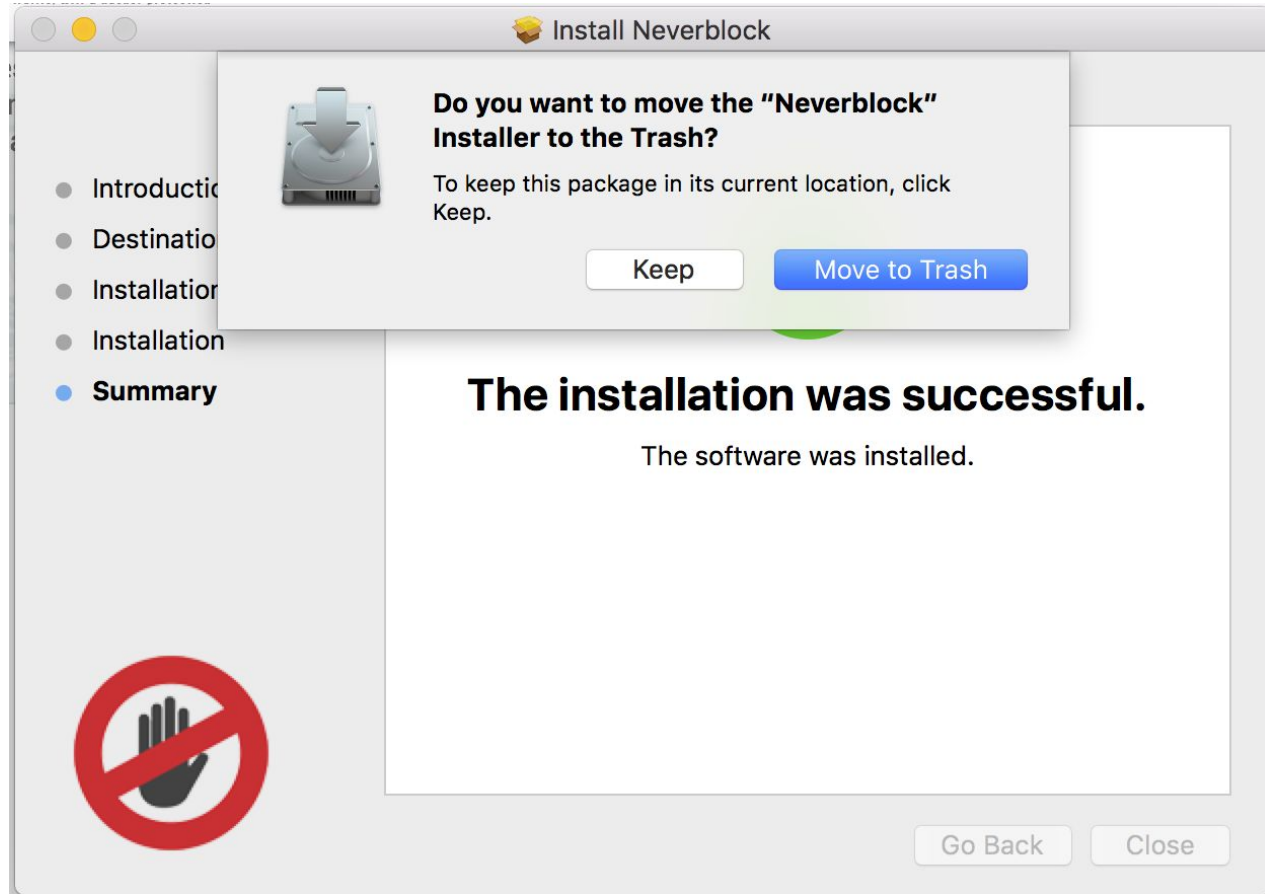 Install Neverblock
Do you want to move the “Neverblock”
Installer to the Trash?
To keep this package in its current location, click
Keep.
Keep
Move to Trash
Introductio
Destinatio
Installation
Installation
Summary
The installation was successful.
The software was installed.
Go Back
Close